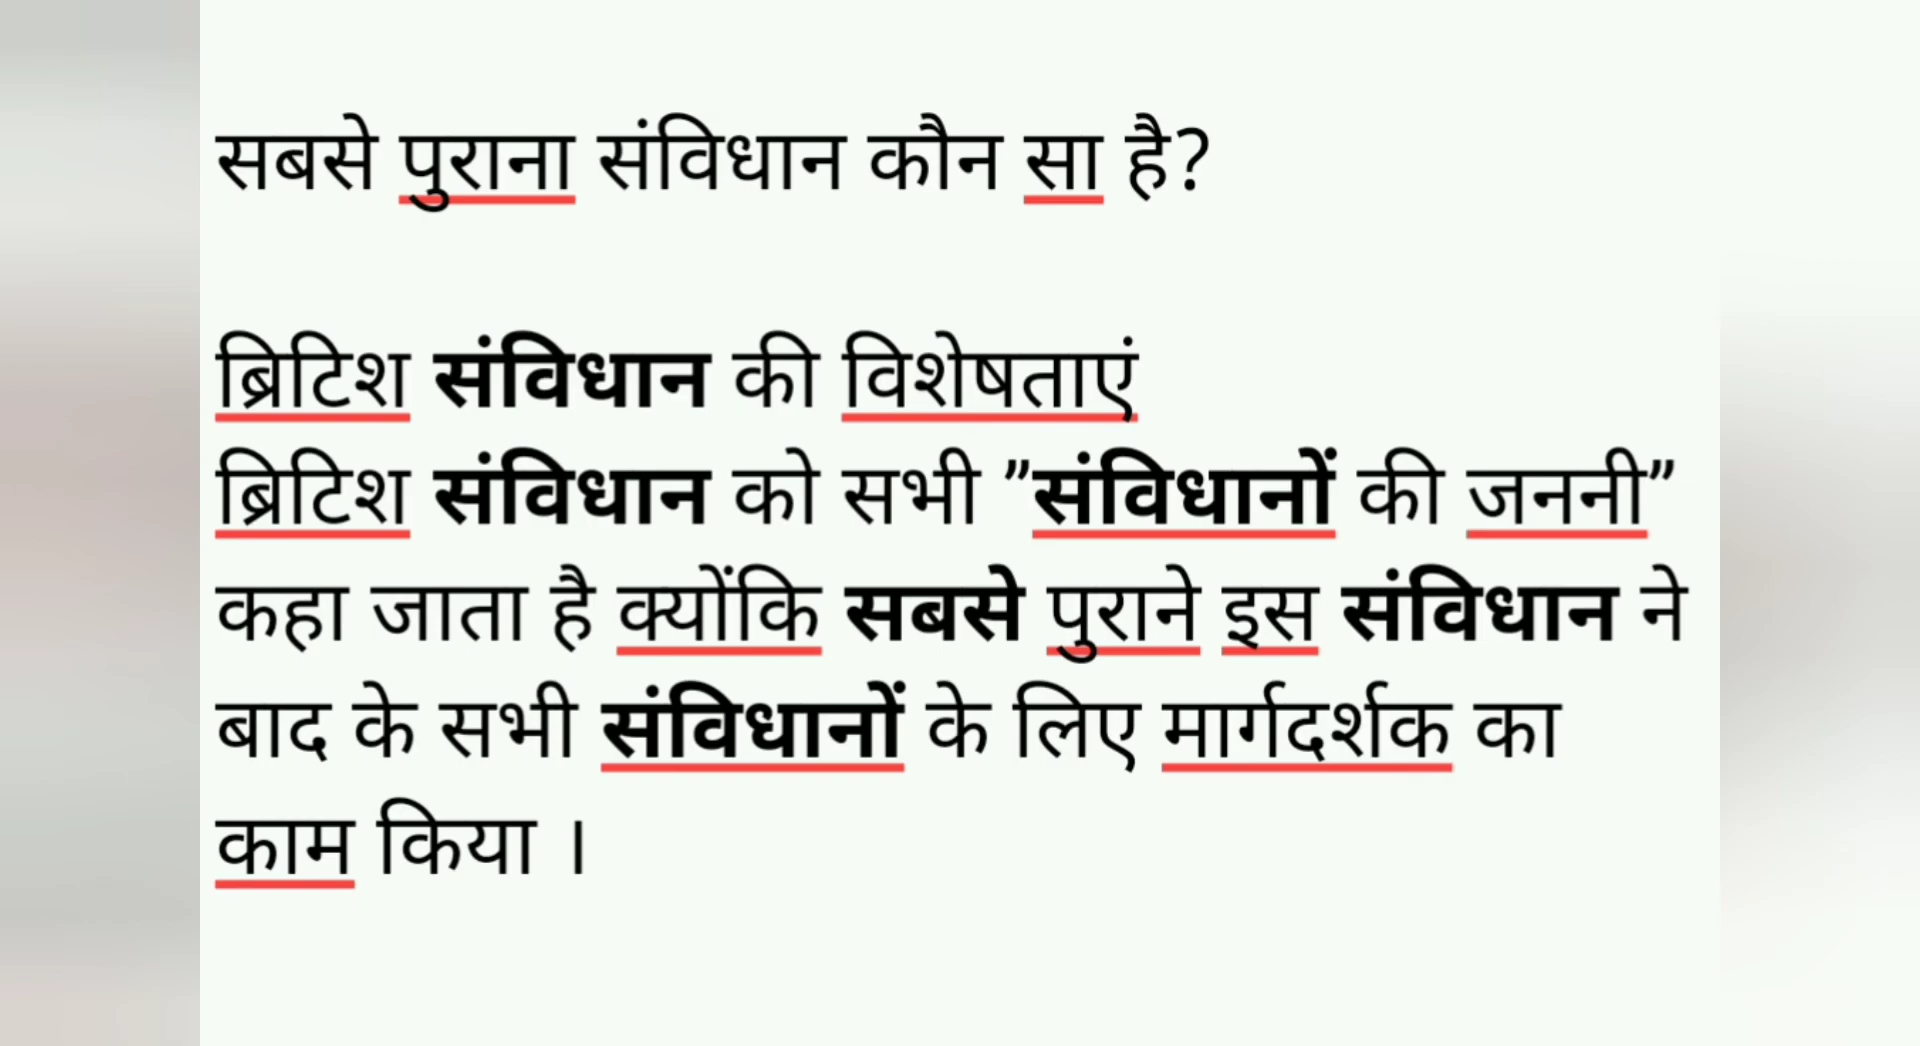 सबसे पुराना संविधान कौन सा है?
ब्रिटिश संविधान की विशेषताएं
ब्रिटिश संविधान को सभी ”संविधानों की जननी”
कहा जाता है क्योंकि सबसे पुराने इस संविधान ने
बाद के सभी संविधानों के लिए मार्गदर्शक का
काम किया ।